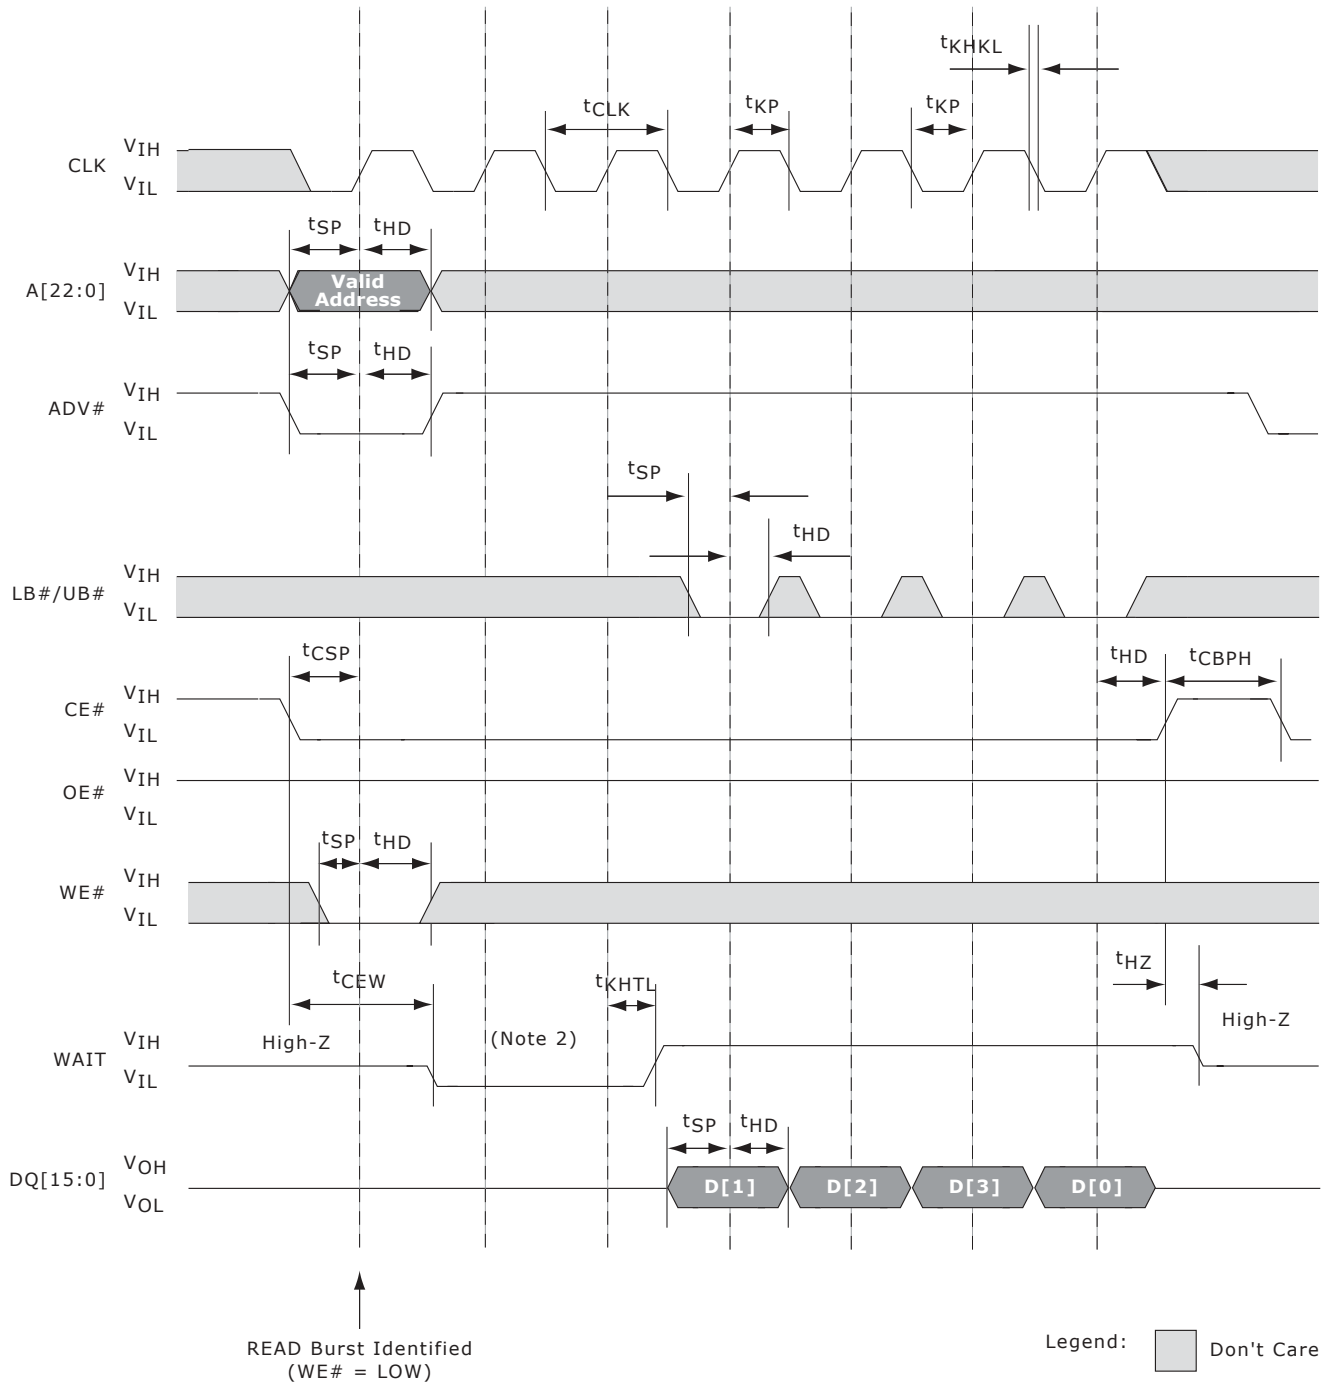 tKHKL
tCLK
tKP
tKP
CLK
VIH
VIL
tSP
tHD
A[22:0]
VIH
VIL
Valid
Address
tSP
tHD
ADV#
VIH
VIL
tSP
tHD
LB#/UB#
VIH
VIL
tCSP
tHD
tCBPH
CE#
VIH
VIL
OE#
VIH
VIL
tSP
tHD
WE#
VIH
VIL
tCEW
tKHTL
tHZ
WAIT
VIH
VIL
High-Z
(Note 2)
High-Z
tSP
tHD
DQ[15:0]
VOH
VOL
D[1]
D[2]
D[3]
D[0]
READ Burst Identified
(WE# = LOW)
Legend:
Don't Care